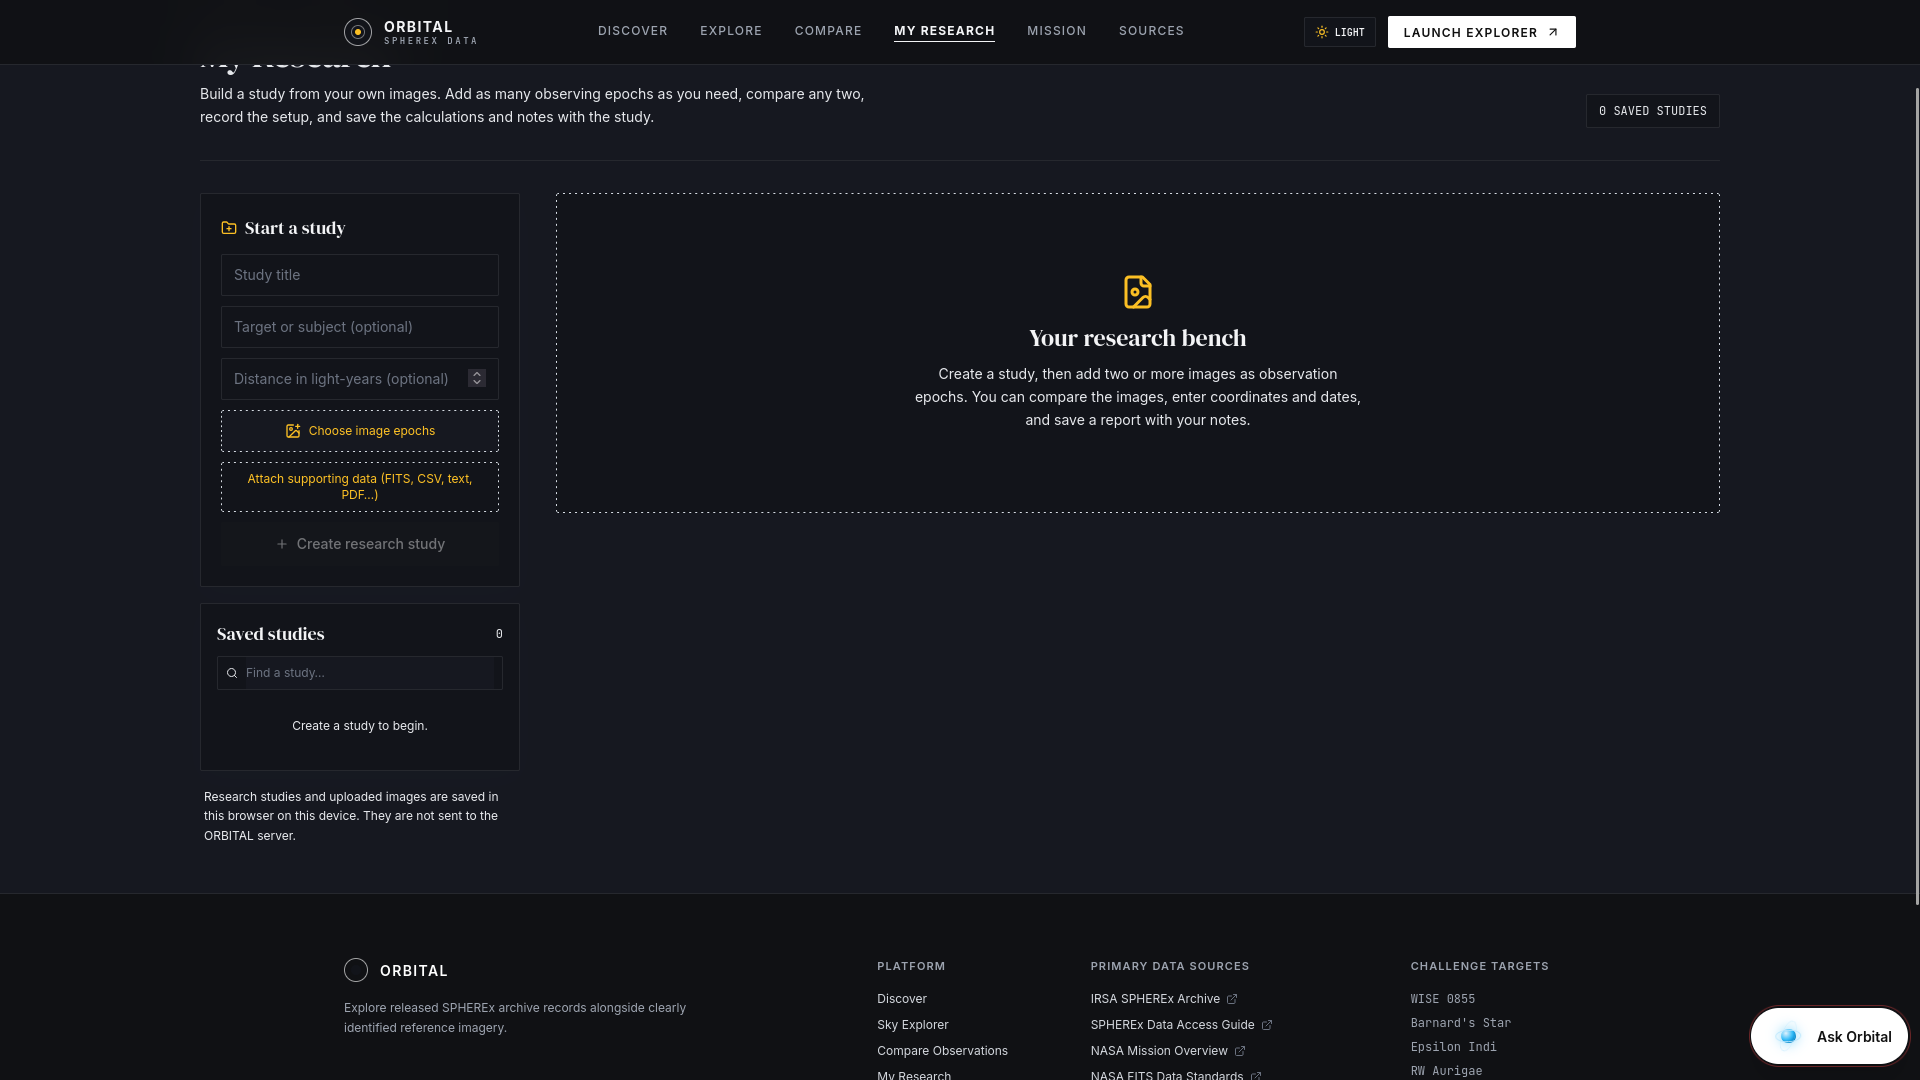 ORBITAL
SPHEREX DATA
DISCOVER
EXPLORE
COMPARE
MY RESEARCH
MISSION
SOURCES
LIGHT
LAUNCH EXPLORER
My Research
Build a study from your own images. Add as many observing epochs as you need, compare any two,
record the setup, and save the calculations and notes with the study.
0 SAVED STUDIES
Start a study
Study title
Target or subject (optional)
Distance in light-years (optional)
Choose image epochs
Attach supporting data (FITS, CSV, text,
PDF...)
Create research study
Your research bench
Create a study, then add two or more images as observation
epochs. You can compare the images, enter coordinates and dates,
and save a report with your notes.
Saved studies
0
Find a study...
Create a study to begin.
Research studies and uploaded images are saved in
this browser on this device. They are not sent to the
ORBITAL server.
ORBITAL
Explore released SPHEREx archive records alongside clearly
identified reference imagery.
PLATFORM
Discover
Sky Explorer
Compare Observations
My Research
PRIMARY DATA SOURCES
IRSA SPHEREx Archive
SPHEREx Data Access Guide
NASA Mission Overview
NASA FITS Data Standards
CHALLENGE TARGETS
WISE 0855
Barnard's Star
Epsilon Indi
RW Aurigae
Ask Orbital